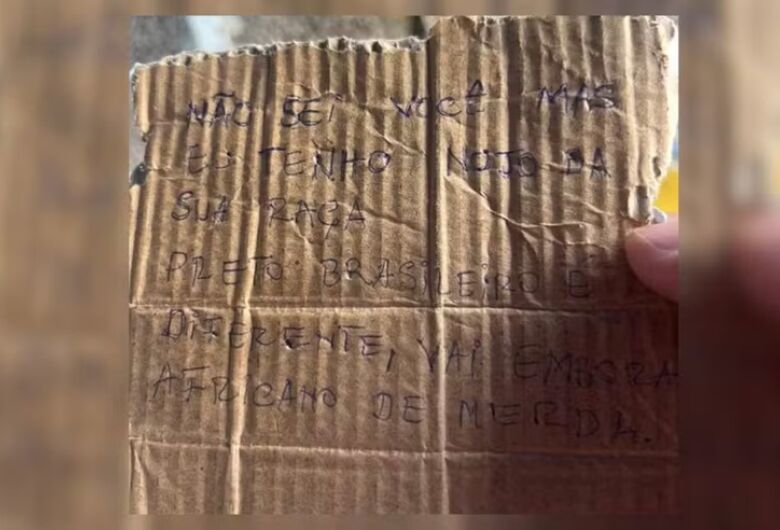 NÃO SEI VOCÊ MAS
EU TENHO NOJO DA
SUA RAÇA
PRETO BRASILEIRO É
DIFERENTE, VAI EMBORA
AFRICANO DE MERDA.